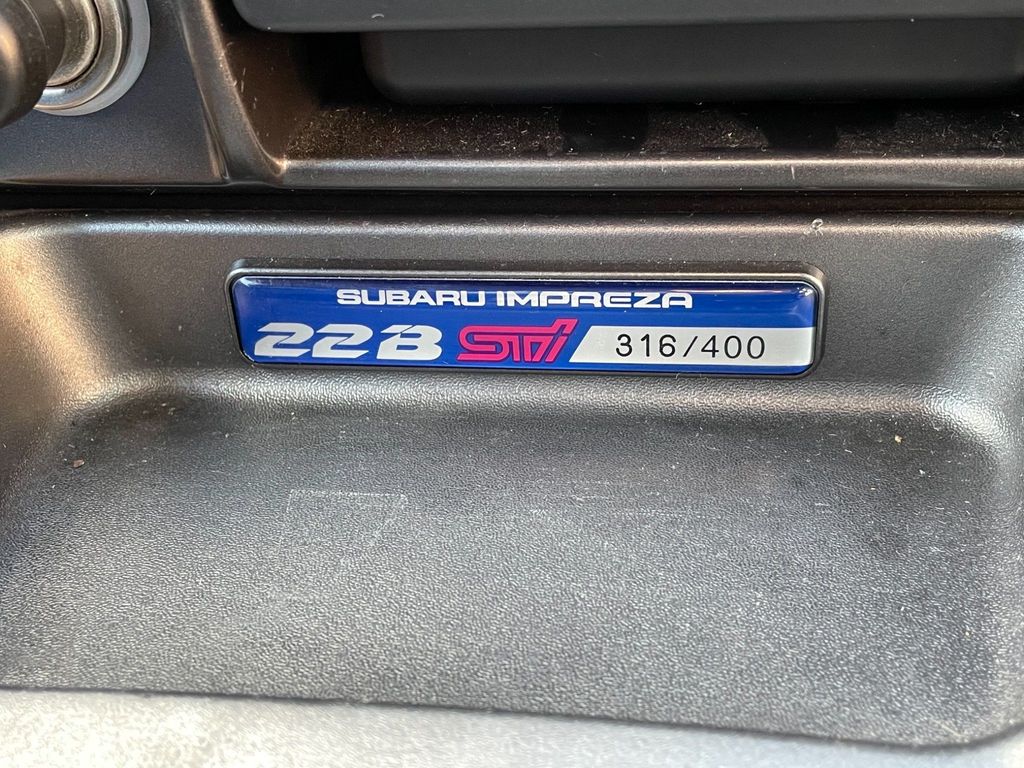 SUBARU IMPREZA
22B STi 316/400